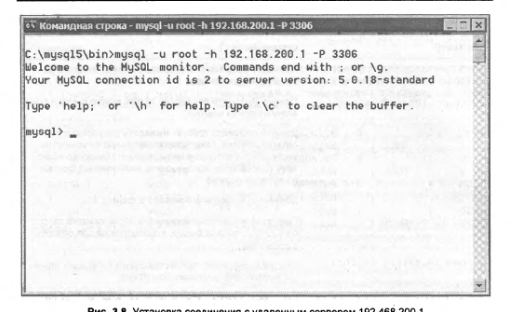 Командная строка - mysql -u root -h 192.168.200.1 -P 3306
C:\mysql5\bin>mysql -u root -h 192.168.200.1 -P 3306
Welcome to the MySQL monitor.  Commands end with ; or \g.
Your MySQL connection id is 2 to server version: 5.0.18-standard
Type 'help;' or '\h' for help. Type '\c' to clear the buffer.
mysql> _
Рис. 3.8. Установка соединения с удаленным сервером 192.468.200.1